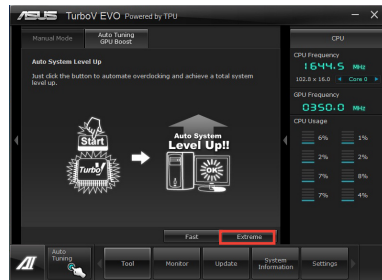 ASUS TurboV EVO Powered by TPU
Manual Mode
Auto Tuning
GPU Boost
CPU
Auto System Level Up
Just click the button to automate overclocking and achieve a total system
level up.
CPU Frequency
1644.5 MHz
102.8 x 16.0 Core 0
GPU Frequency
0350.0 MHz
CPU Usage
6% 1%
2% 2%
7% 8%
7% 4%
Start
Turbo!
Auto System
Level Up!!
OK
Fast
Extreme
Auto
Tuning
Tool
Monitor
Update
System
Information
Settings